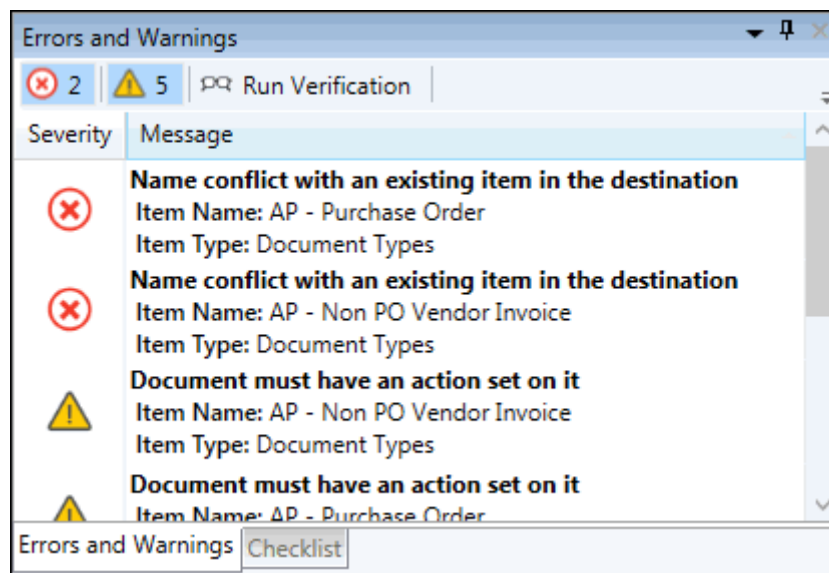 Errors and Warnings
2 5 Run Verification
Severity Message
Name conflict with an existing item in the destination
Item Name: AP - Purchase Order
Item Type: Document Types
Name conflict with an existing item in the destination
Item Name: AP - Non PO Vendor Invoice
Item Type: Document Types
Document must have an action set on it
Item Name: AP - Non PO Vendor Invoice
Item Type: Document Types
Document must have an action set on it
Item Name: AP - Purchase Order
Errors and Warnings Checklist